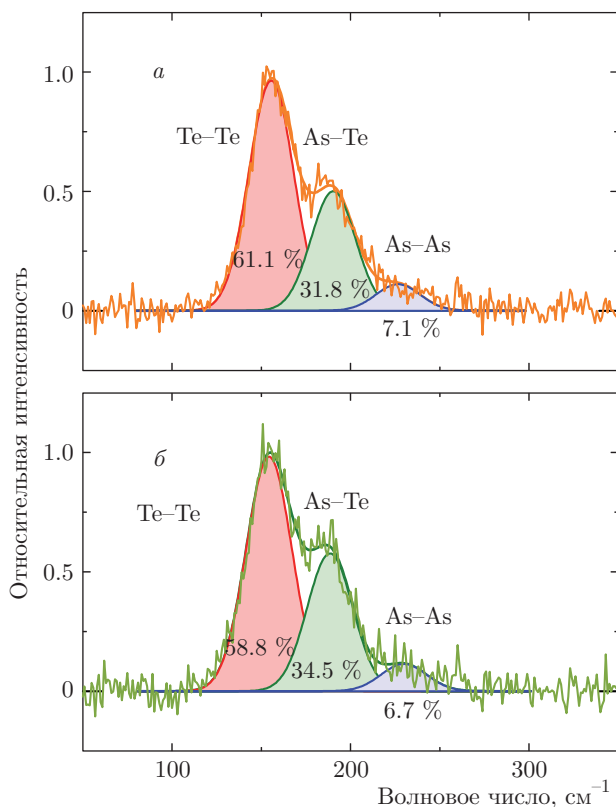 Относительная интенсивность
1.0
а
Te–Te
As–Te
0.5
As–As
61.1 %
31.8 %
0
7.1 %
1.0
б
Te–Te
As–Te
0.5
As–As
58.8 %
34.5 %
0
6.7 %
100
200
300
Волновое число, см⁻¹